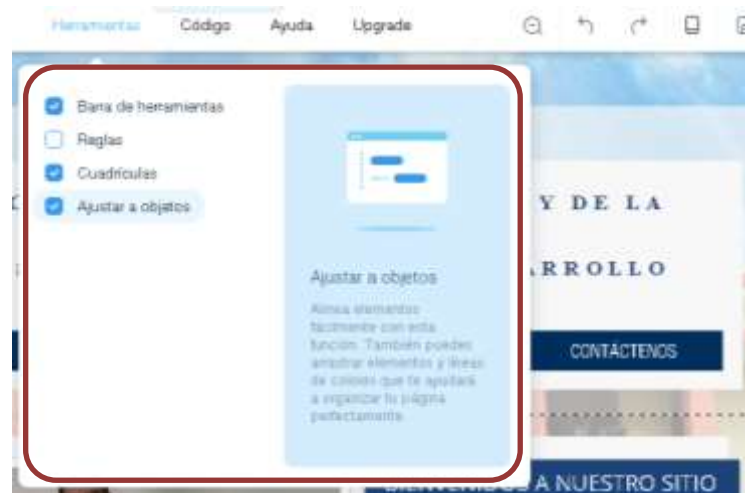 Herramientas Código Ayuda Upgrade
Barra de herramientas
Reglas
Cuadrículas
Ajustar a objetos
Ajustar a objetos
Alinea elementos
fácilmente con esta
función. También puedes
arrastrar elementos y líneas
de colores que te ayudará
a organizar tu página
perfectamente.
Y DE LA
ARROLLO
CONTÁCTENOS
BIENVENIDOS A NUESTRO SITIO